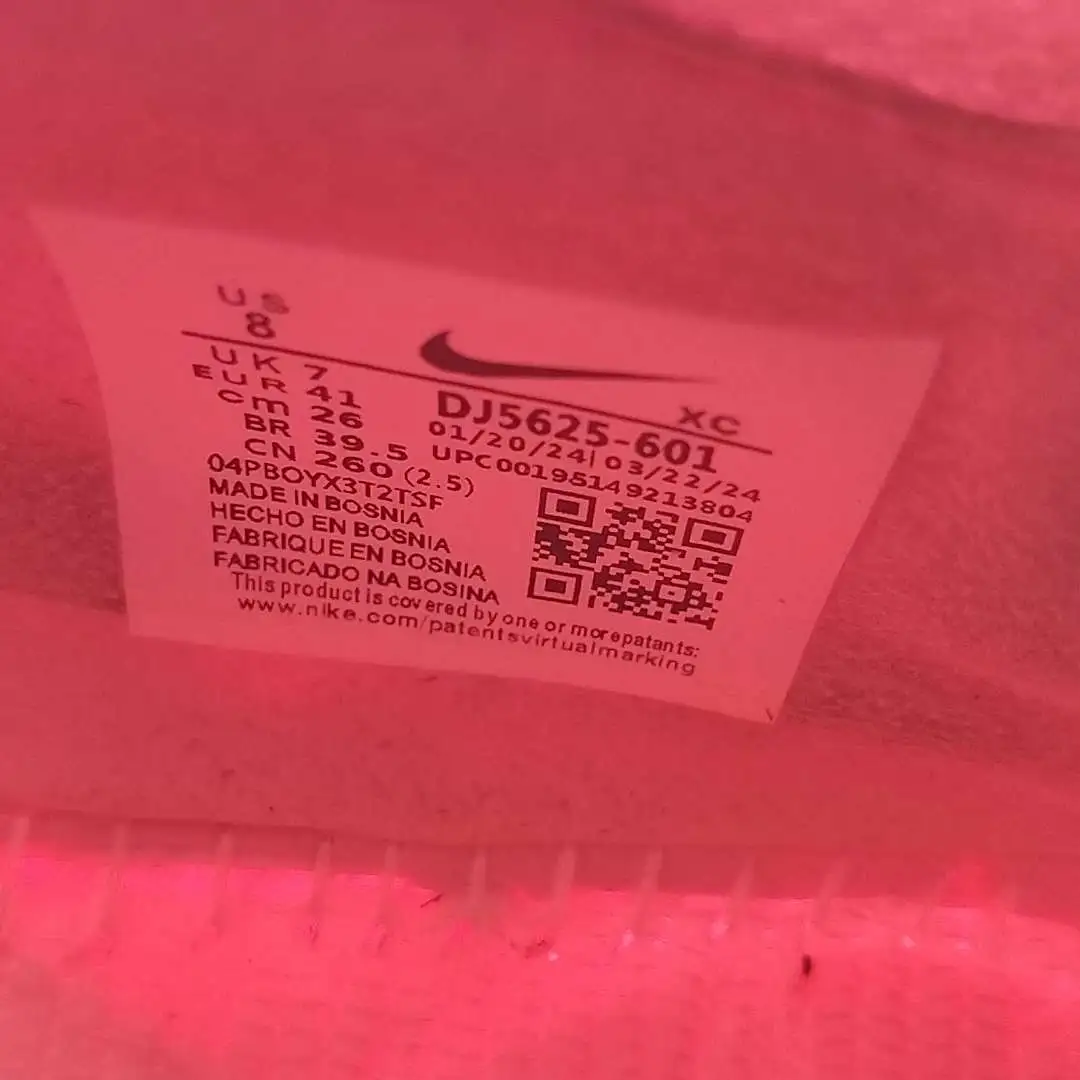 US
8
UK 7
EUR 41
cm 26
BR 39.5
CN 260 (2.5)
04PBOYX3T2TSF
MADE IN BOSNIA
HECHO EN BOSNIA
FABRIQUE EN BOSNIA
FABRICADO NA BOSINA
This product is covered by one or more patants:
www.nike.com/patentsvirtualmarking
XC
DJ5625-601
01/20/24|03/22/24
UPC00195149213804